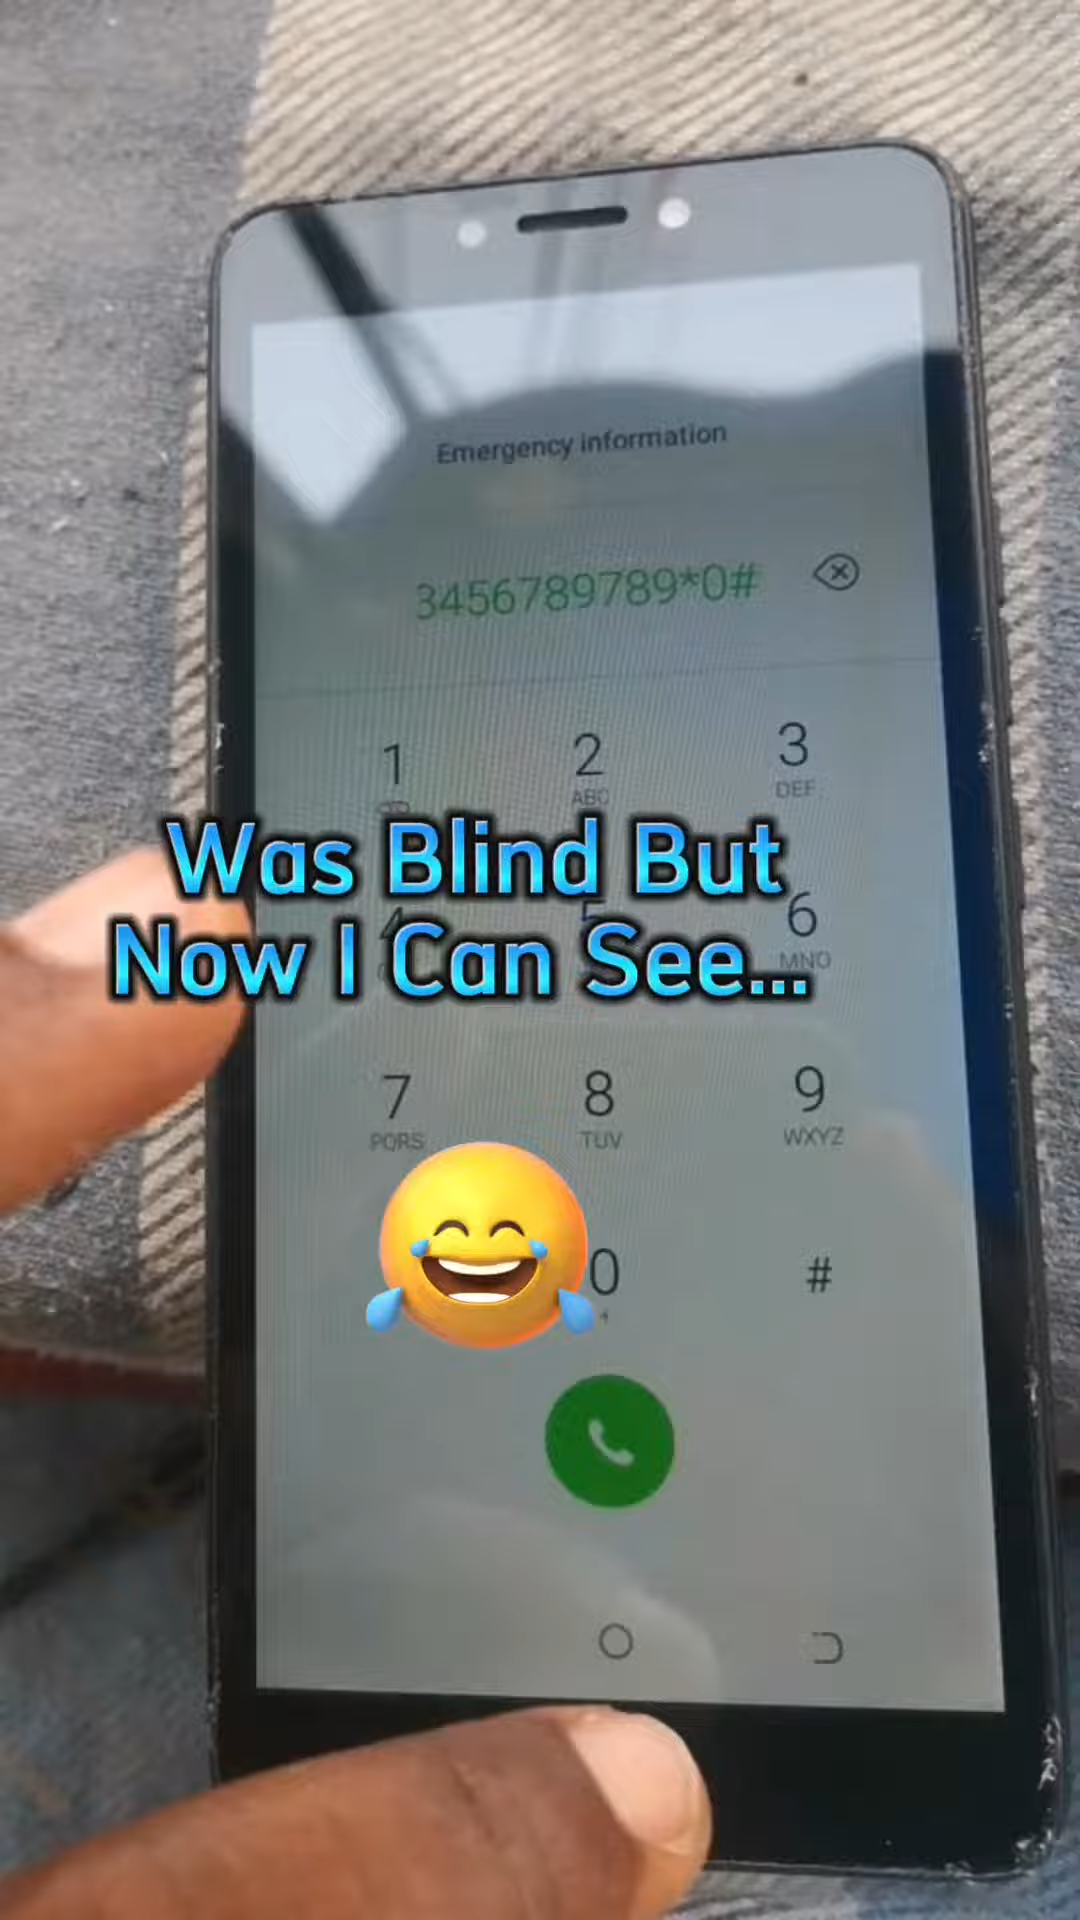 Emergency information
3456789789*0#
1 2 3
ABC DEF
Was Blind But
6
Now I Can See...
MNO
7 8 9
PQRS TUV WXYZ
0 #
+